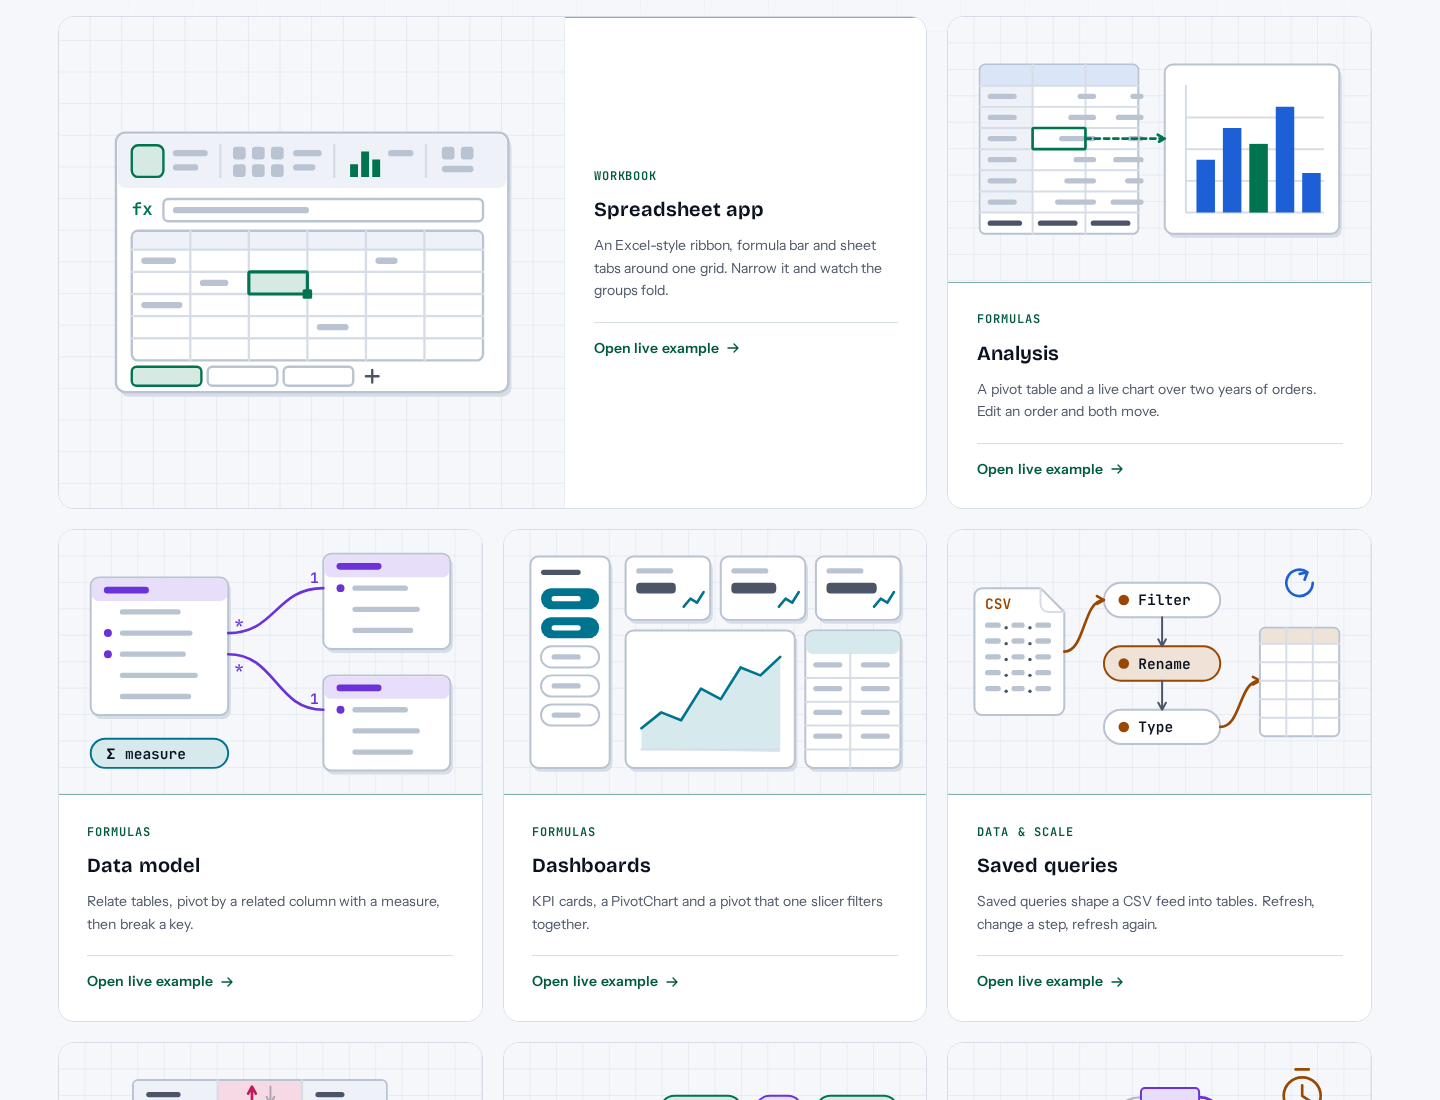 fx
WORKBOOK
Spreadsheet app
An Excel-style ribbon, formula bar and sheet
tabs around one grid. Narrow it and watch the
groups fold.
Open live example →
FORMULAS
Analysis
A pivot table and a live chart over two years of orders.
Edit an order and both move.
Open live example →
1
*
*
1
Σ measure
FORMULAS
Data model
Relate tables, pivot by a related column with a measure,
then break a key.
Open live example →
FORMULAS
Dashboards
KPI cards, a PivotChart and a pivot that one slicer filters
together.
Open live example →
CSV
Filter
Rename
Type
DATA & SCALE
Saved queries
Saved queries shape a CSV feed into tables. Refresh,
change a step, refresh again.
Open live example →